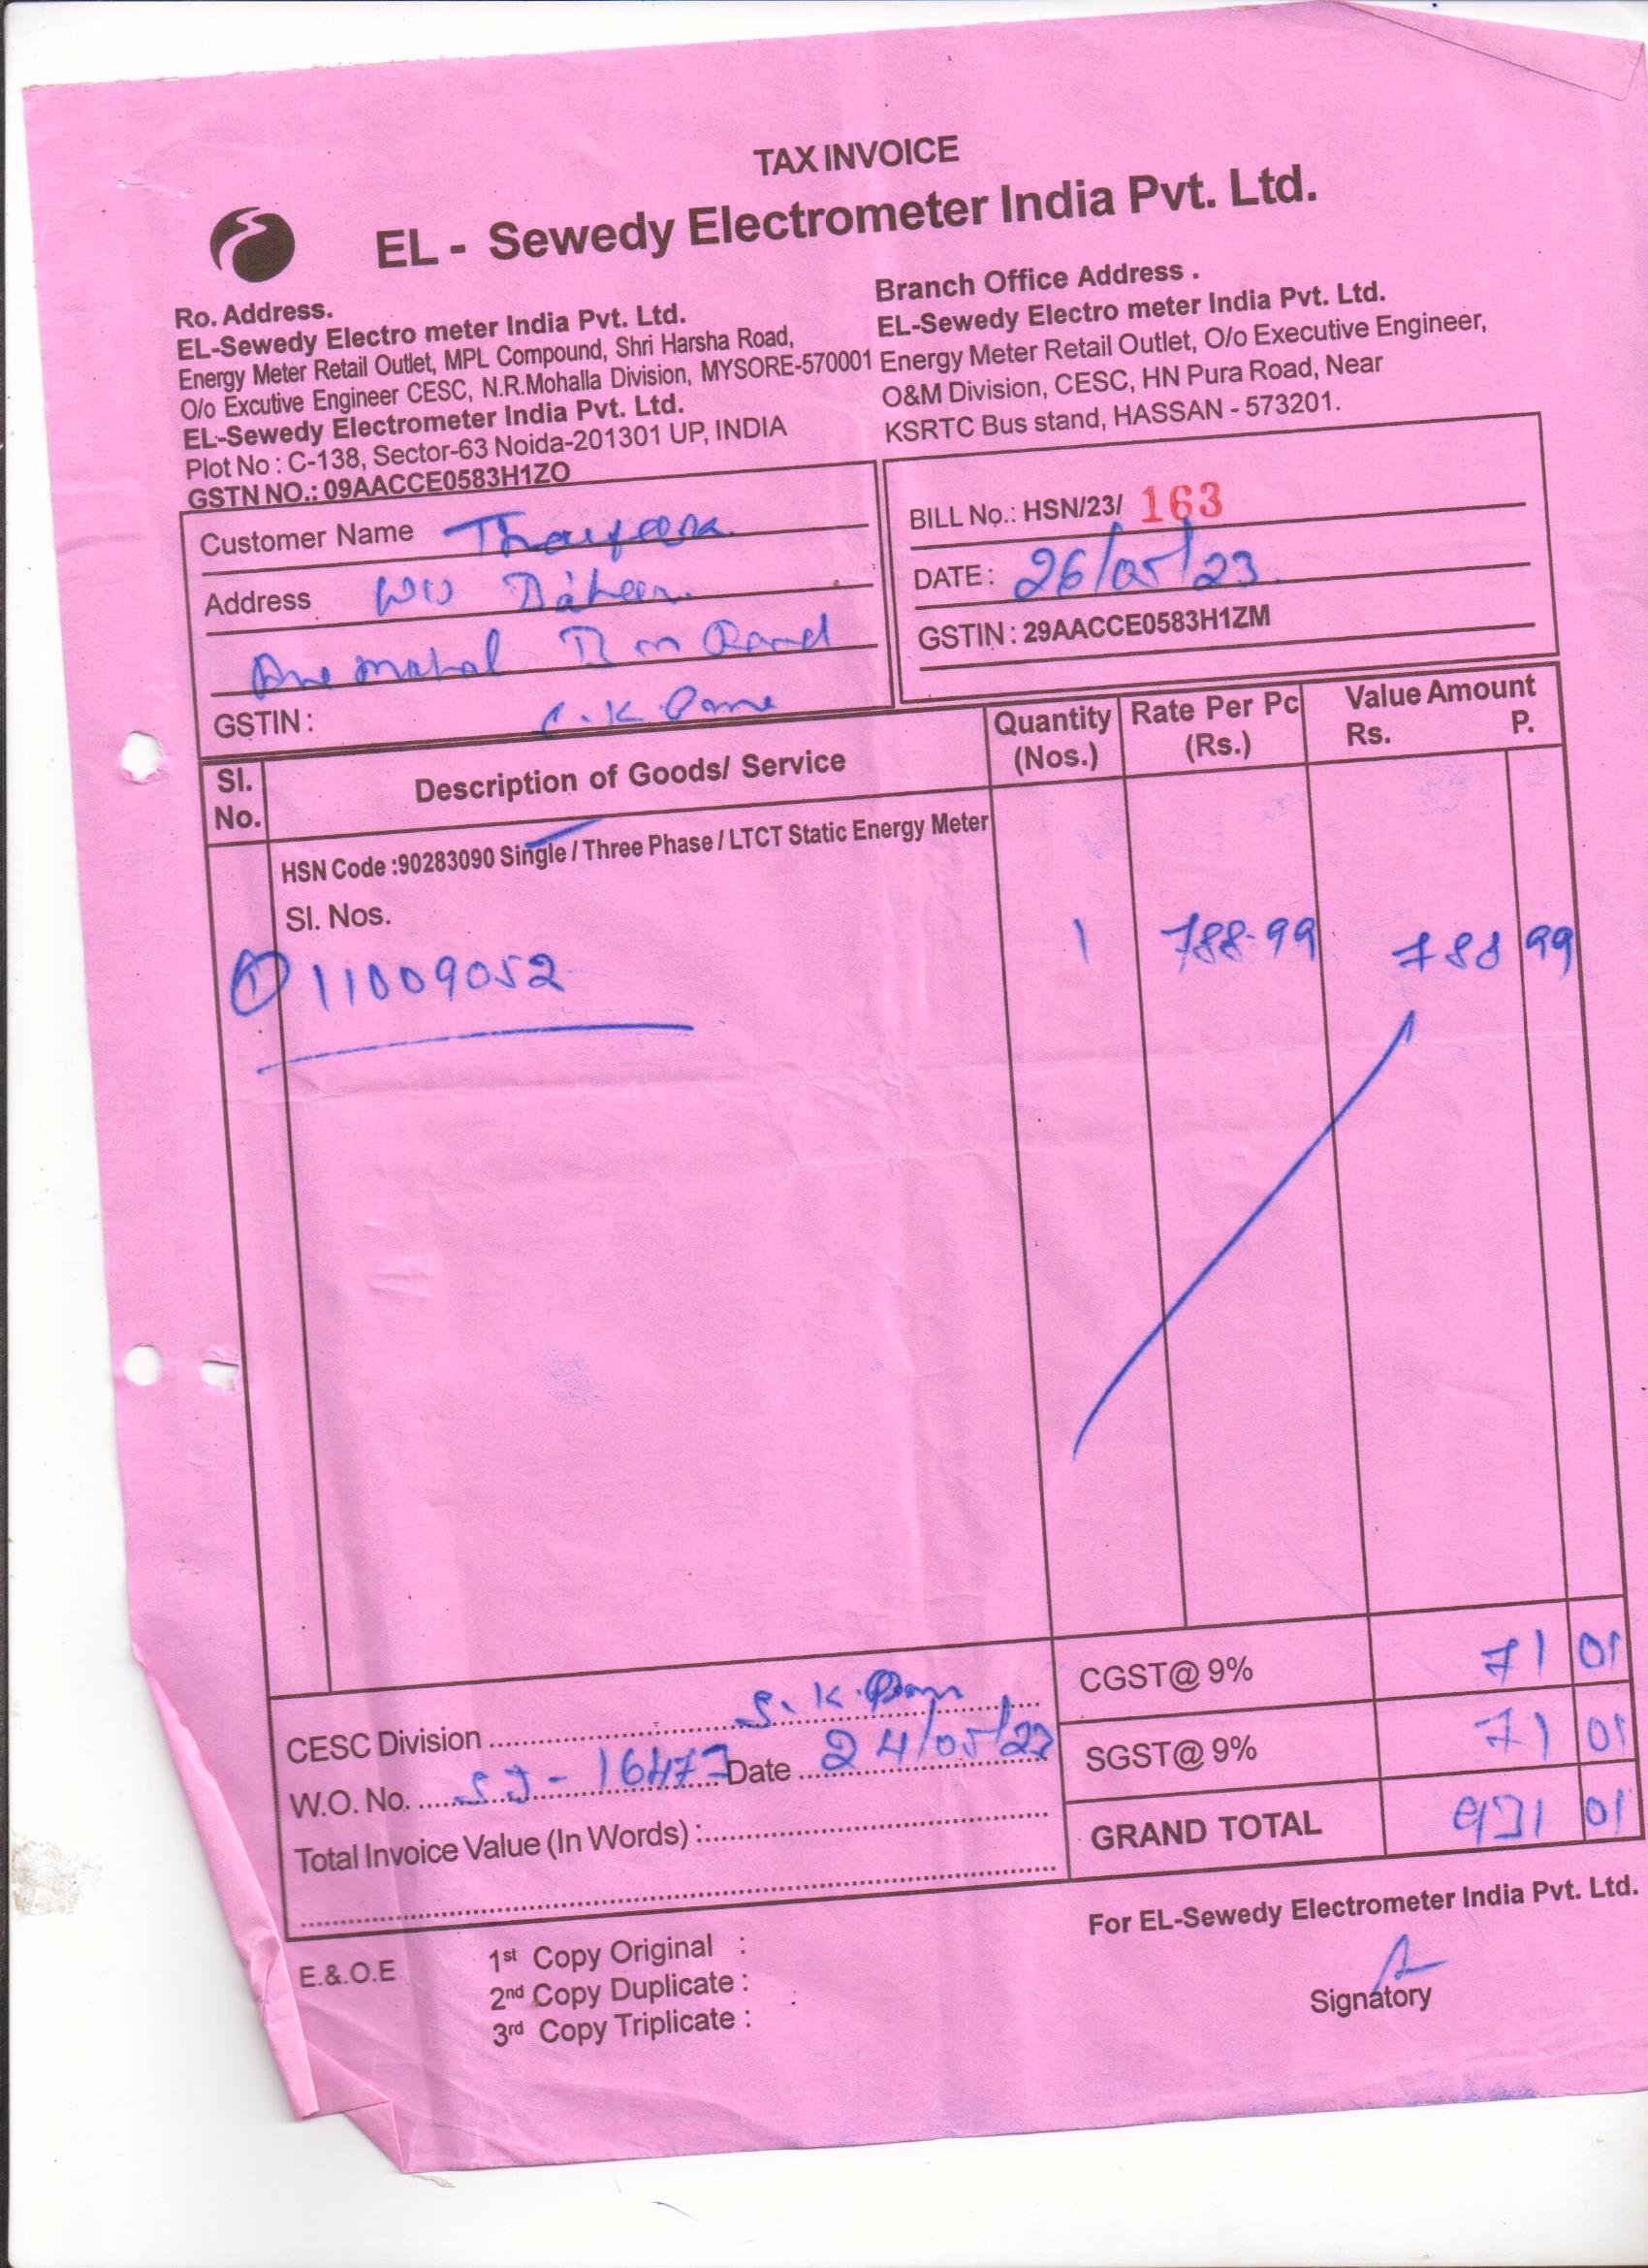 TAX INVOICE
EL - Sewedy Electrometer India Pvt. Ltd.
Ro. Address.
EL-Sewedy Electro meter India Pvt. Ltd.
Energy Meter Retail Outlet, MPL Compound, Shri Harsha Road,
O/o Excutive Engineer CESC, N.R.Mohalla Division, MYSORE-570001
EL-Sewedy Electrometer India Pvt. Ltd.
Plot No : C-138, Sector-63 Noida-201301 UP, INDIA
GSTN NO.: 09AACCE0583H1ZO
Branch Office Address .
EL-Sewedy Electro meter India Pvt. Ltd.
Energy Meter Retail Outlet, O/o Executive Engineer,
O&M Division, CESC, HN Pura Road, Near
KSRTC Bus stand, HASSAN - 573201.
Customer Name
Address
GSTIN :
BILL No.: HSN/23/ 163
DATE : 26/05/23
GSTIN : 29AACCE0583H1ZM
Sl. No. Description of Goods/ Service Quantity (Nos.) Rate Per Pc (Rs.) Value Amount Rs. P.
HSN Code :90283090 Single / Three Phase / LTCT Static Energy Meter
Sl. Nos.
1 11009052 1 788.99 788 99
CGST@ 9% 71 01
SGST@ 9% 71 01
GRAND TOTAL 931 01
CESC Division
W.O. No. SJ - 16477 Date 24/05/23
Total Invoice Value (In Words) :
For EL-Sewedy Electrometer India Pvt. Ltd.
Signatory
E.&.O.E
1st Copy Original :
2nd Copy Duplicate :
3rd Copy Triplicate :